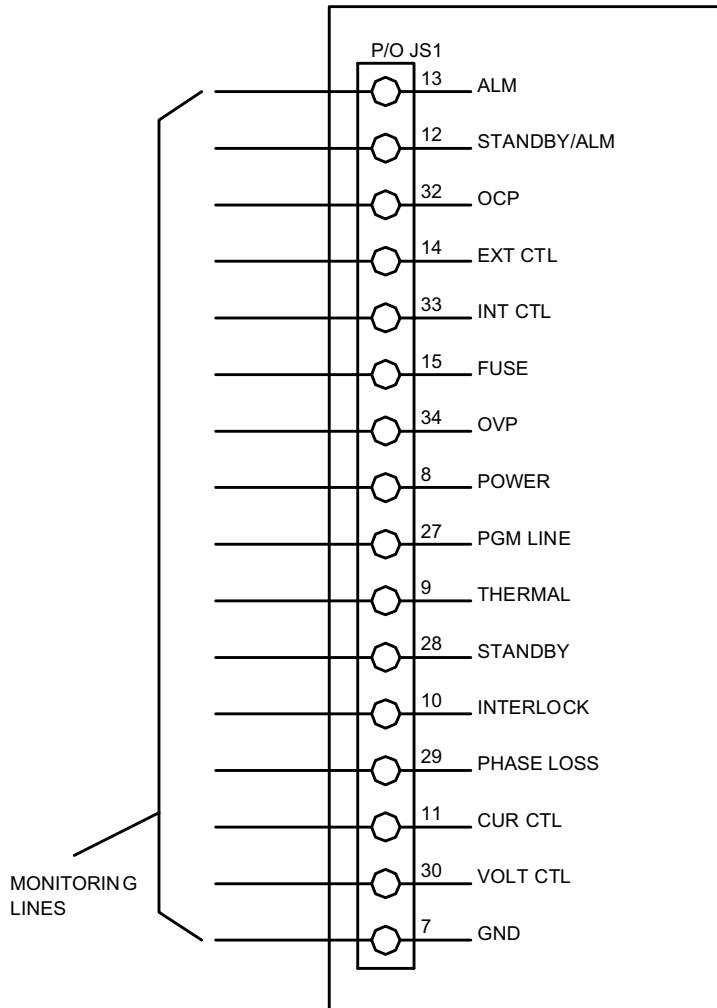 P/O JS1
13 ALM
12 STANDBY/ALM
32 OCP
14 EXT CTL
33 INT CTL
15 FUSE
34 OVP
8 POWER
27 PGM LINE
9 THERMAL
28 STANDBY
10 INTERLOCK
29 PHASE LOSS
11 CUR CTL
30 VOLT CTL
7 GND
MONITORING
LINES